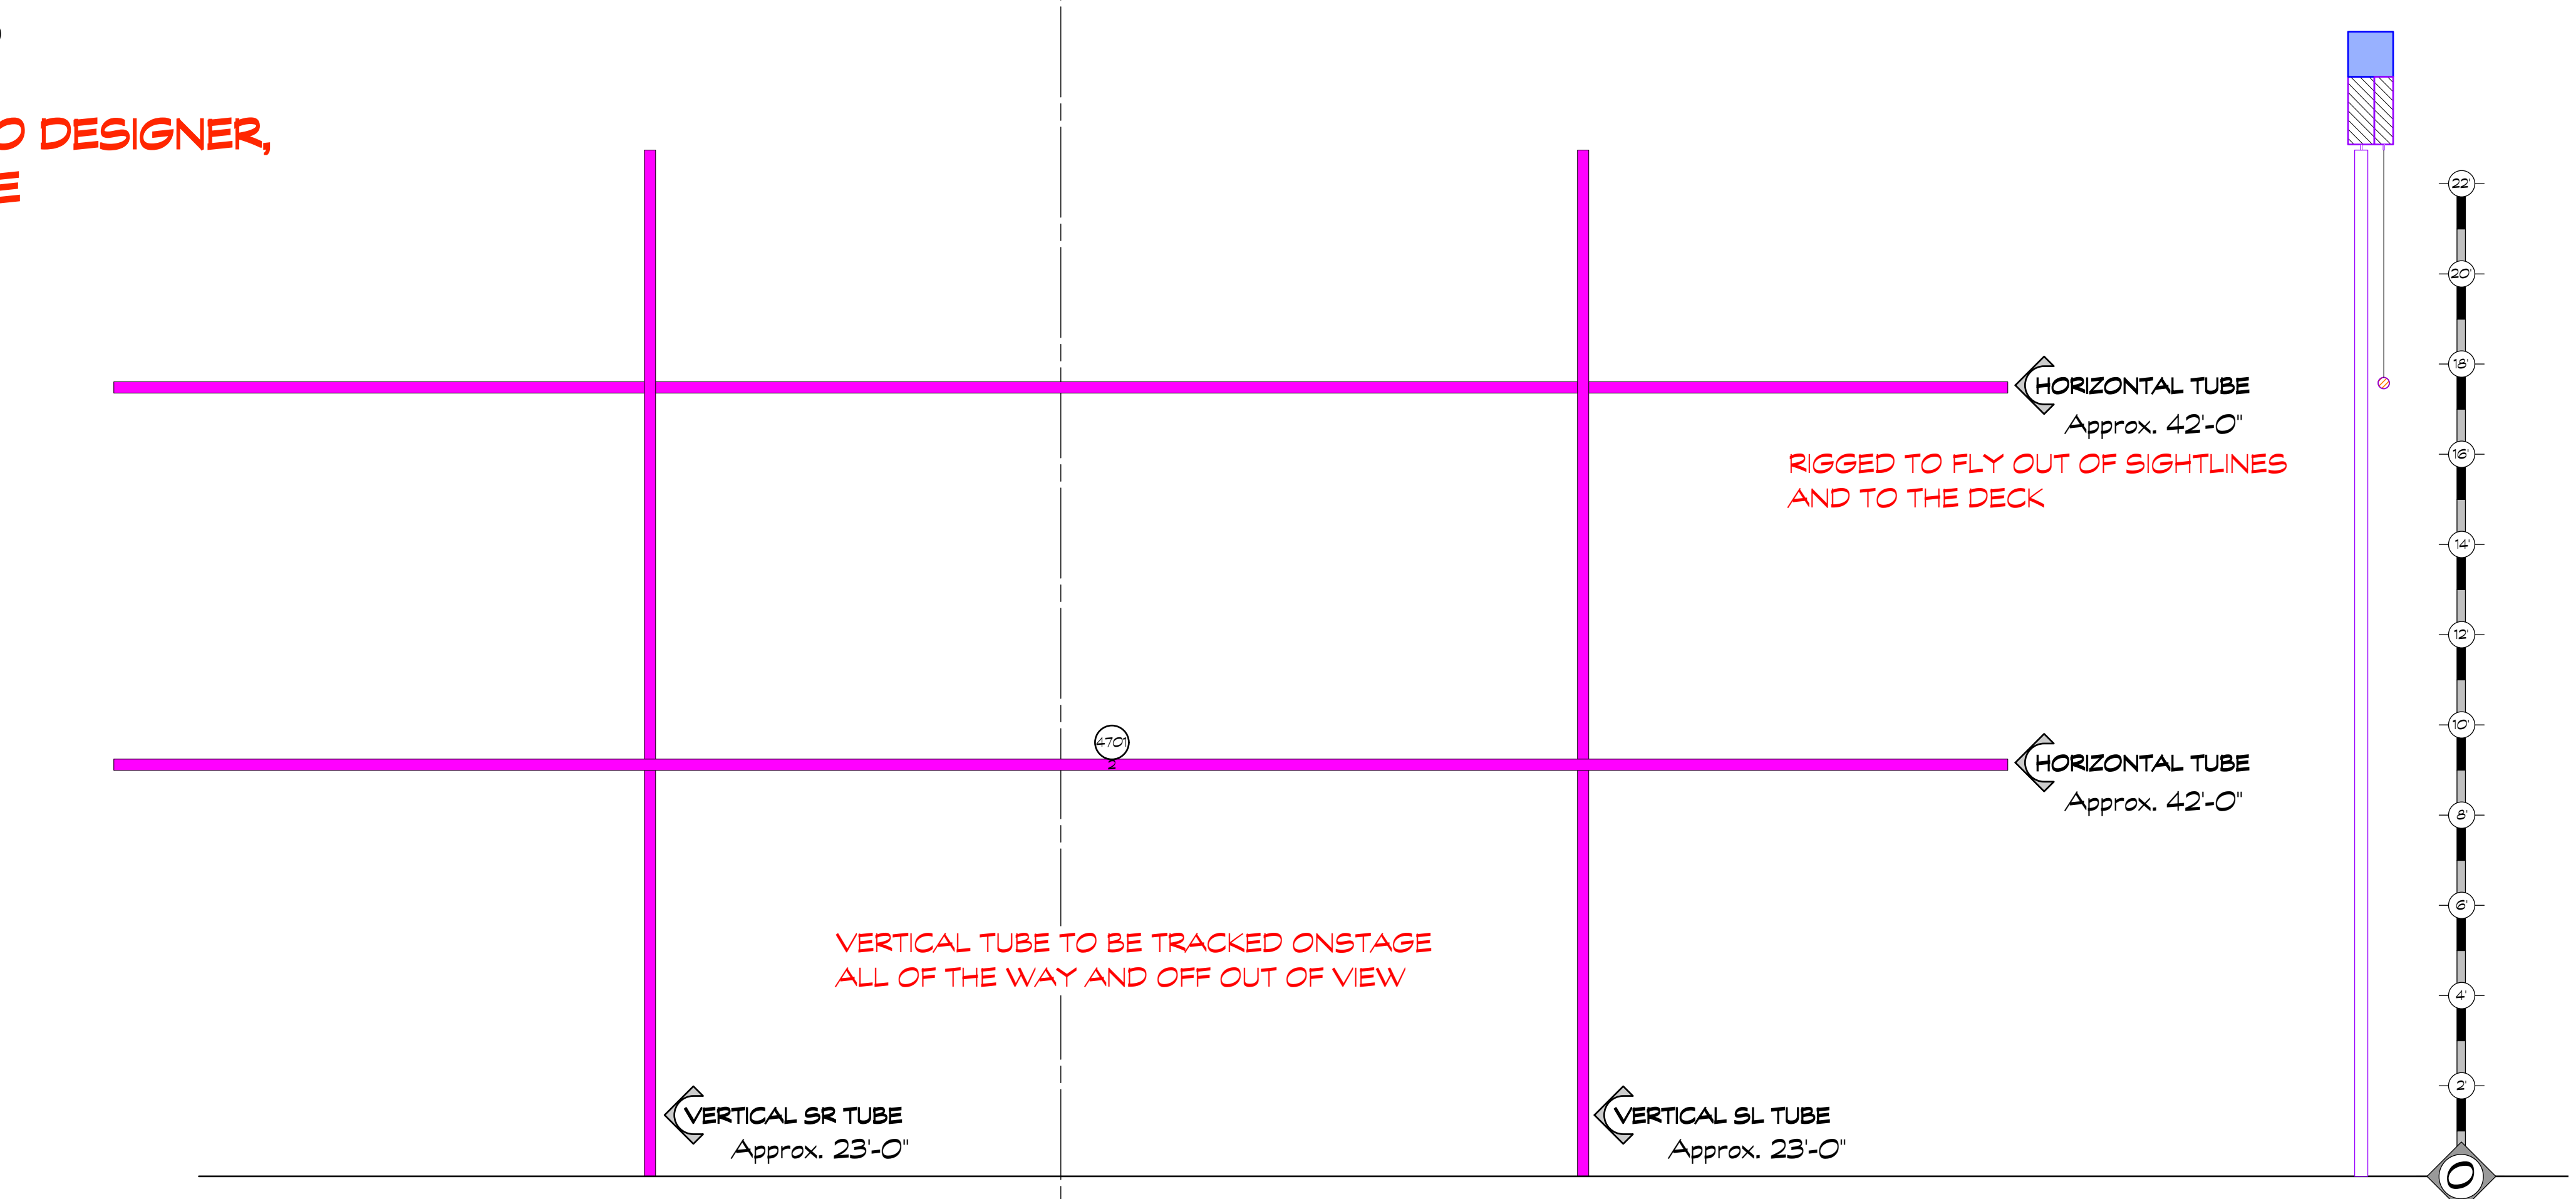 O DESIGNER,
E
22'
20'
18'
HORIZONTAL TUBE
Approx. 42'-0"
RIGGED TO FLY OUT OF SIGHTLINES
AND TO THE DECK
16'
14'
12'
10'
4701
2
HORIZONTAL TUBE
Approx. 42'-0"
8'
6'
VERTICAL TUBE TO BE TRACKED ONSTAGE
ALL OF THE WAY AND OFF OUT OF VIEW
4'
2'
VERTICAL SR TUBE
Approx. 23'-0"
VERTICAL SL TUBE
Approx. 23'-0"
0